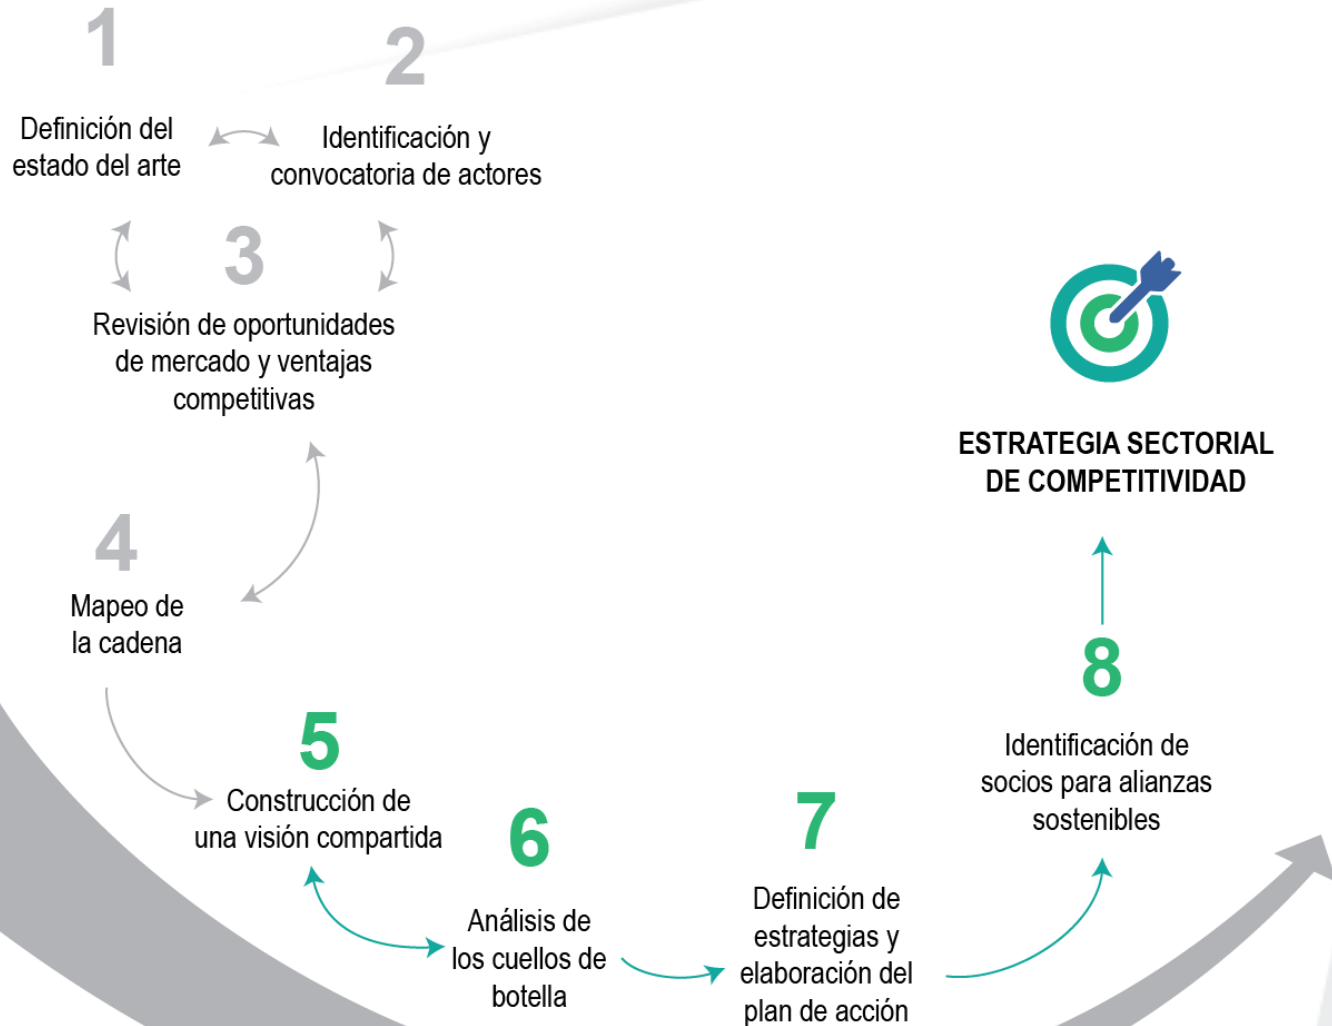 1
Definición del
estado del arte
2
Identificación y
convocatoria de actores
3
Revisión de oportunidades
de mercado y ventajas
competitivas
4
Mapeo de
la cadena
5
Construcción de
una visión compartida
6
Análisis de
los cuellos de
botella
7
Definición de
estrategias y
elaboración del
plan de acción
8
Identificación de
socios para alianzas
sostenibles
ESTRATEGIA SECTORIAL
DE COMPETITIVIDAD